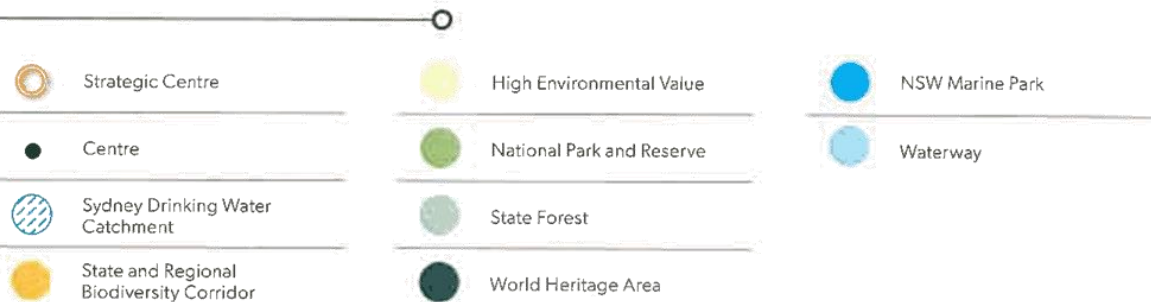 Strategic Centre
Centre
Sydney Drinking Water
Catchment
State and Regional
Biodiversity Corridor
High Environmental Value
National Park and Reserve
State Forest
World Heritage Area
NSW Marine Park
Waterway